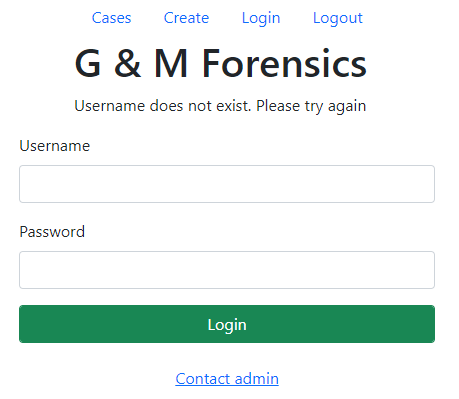 Cases Create Login Logout
G & M Forensics
Username does not exist. Please try again
Username
Password
Login
Contact admin